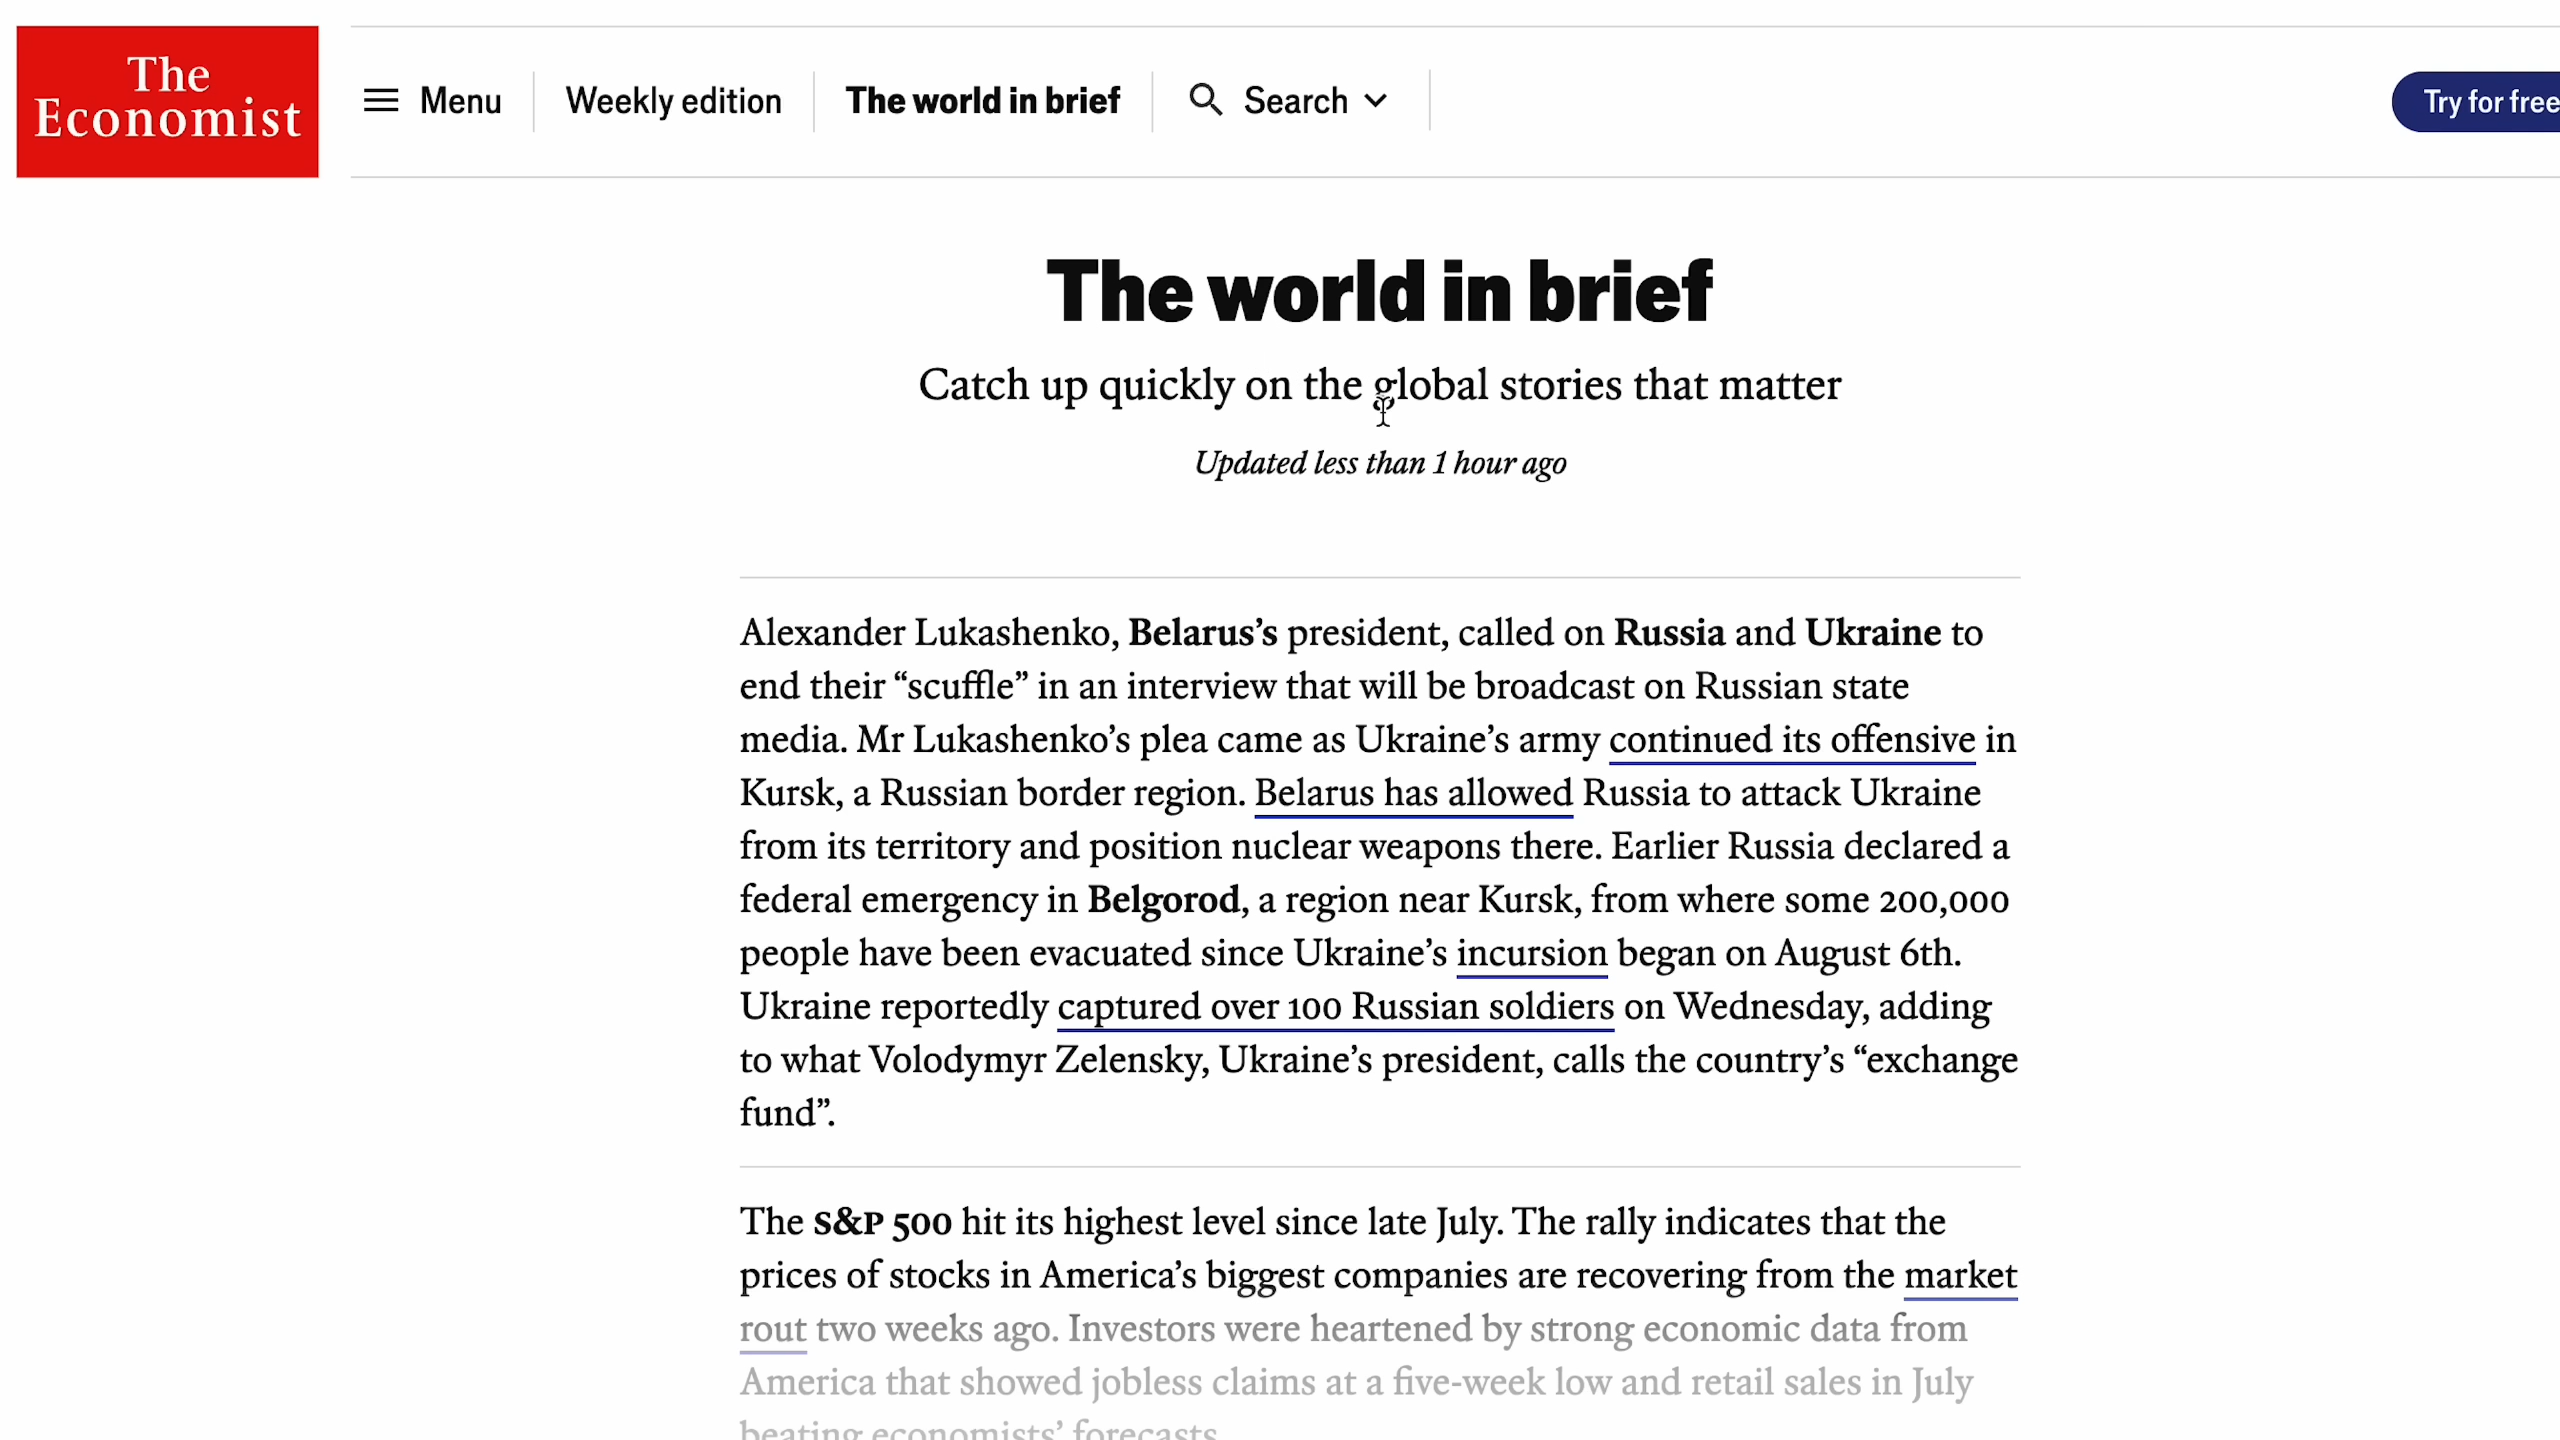 The
Economist
Menu
Weekly edition
The world in brief
Search
Try for free
The world in brief
Catch up quickly on the global stories that matter
Updated less than 1 hour ago
Alexander Lukashenko, Belarus’s president, called on Russia and Ukraine to
end their “scuffle” in an interview that will be broadcast on Russian state
media. Mr Lukashenko’s plea came as Ukraine’s army continued its offensive in
Kursk, a Russian border region. Belarus has allowed Russia to attack Ukraine
from its territory and position nuclear weapons there. Earlier Russia declared a
federal emergency in Belgorod, a region near Kursk, from where some 200,000
people have been evacuated since Ukraine’s incursion began on August 6th.
Ukraine reportedly captured over 100 Russian soldiers on Wednesday, adding
to what Volodymyr Zelensky, Ukraine’s president, calls the country’s “exchange
fund”.
The S&P 500 hit its highest level since late July. The rally indicates that the
prices of stocks in America’s biggest companies are recovering from the market
rout two weeks ago. Investors were heartened by strong economic data from
America that showed jobless claims at a five-week low and retail sales in July
beating economists’ forecasts